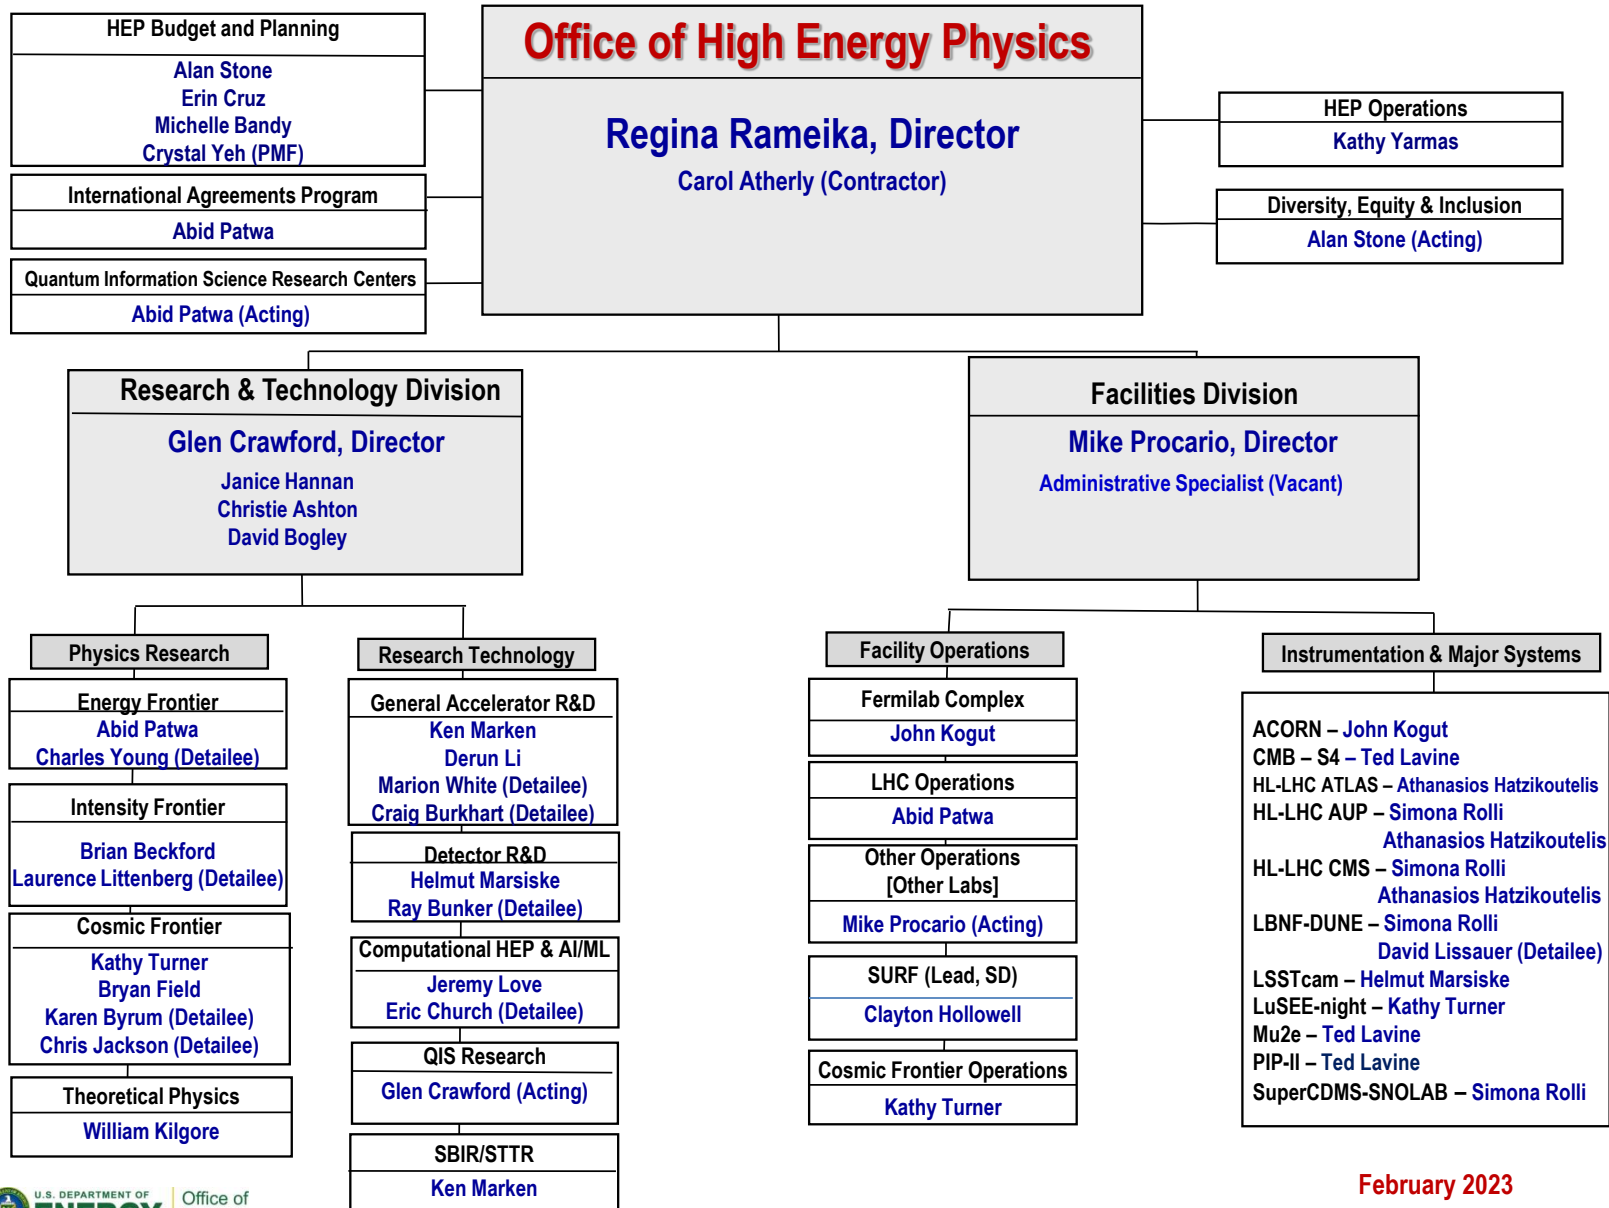 Office of High Energy Physics
Regina Rameika, Director
Carol Atherly (Contractor)
HEP Budget and Planning
Alan Stone
Erin Cruz
Michelle Bandy
Crystal Yeh (PMF)
International Agreements Program
Abid Patwa
Quantum Information Science Research Centers
Abid Patwa (Acting)
HEP Operations
Kathy Yarmas
Diversity, Equity & Inclusion
Alan Stone (Acting)
Research & Technology Division
Glen Crawford, Director
Janice Hannan
Christie Ashton
David Bogley
Facilities Division
Mike Procario, Director
Administrative Specialist (Vacant)
Physics Research
Energy Frontier
Abid Patwa
Charles Young (Detailee)
Intensity Frontier
Brian Beckford
Laurence Littenberg (Detailee)
Cosmic Frontier
Kathy Turner
Bryan Field
Karen Byrum (Detailee)
Chris Jackson (Detailee)
Theoretical Physics
William Kilgore
Research Technology
General Accelerator R&D
Ken Marken
Derun Li
Marion White (Detailee)
Craig Burkhart (Detailee)
Detector R&D
Helmut Marsiske
Ray Bunker (Detailee)
Computational HEP & AI/ML
Jeremy Love
Eric Church (Detailee)
QIS Research
Glen Crawford (Acting)
SBIR/STTR
Ken Marken
Facility Operations
Fermilab Complex
John Kogut
LHC Operations
Abid Patwa
Other Operations
[Other Labs]
Mike Procario (Acting)
SURF (Lead, SD)
Clayton Hollowell
Cosmic Frontier Operations
Kathy Turner
Instrumentation & Major Systems
ACORN – John Kogut
CMB – S4 – Ted Lavine
HL-LHC ATLAS – Athanasios Hatzikoutelis
HL-LHC AUP – Simona Rolli
Athanasios Hatzikoutelis
HL-LHC CMS – Simona Rolli
Athanasios Hatzikoutelis
LBNF-DUNE – Simona Rolli
David Lissauer (Detailee)
LSSTcam – Helmut Marsiske
LuSEE-night – Kathy Turner
Mu2e – Ted Lavine
PIP-II – Ted Lavine
SuperCDMS-SNOLAB – Simona Rolli
U.S. DEPARTMENT OF
ENERGY
Office of
February 2023